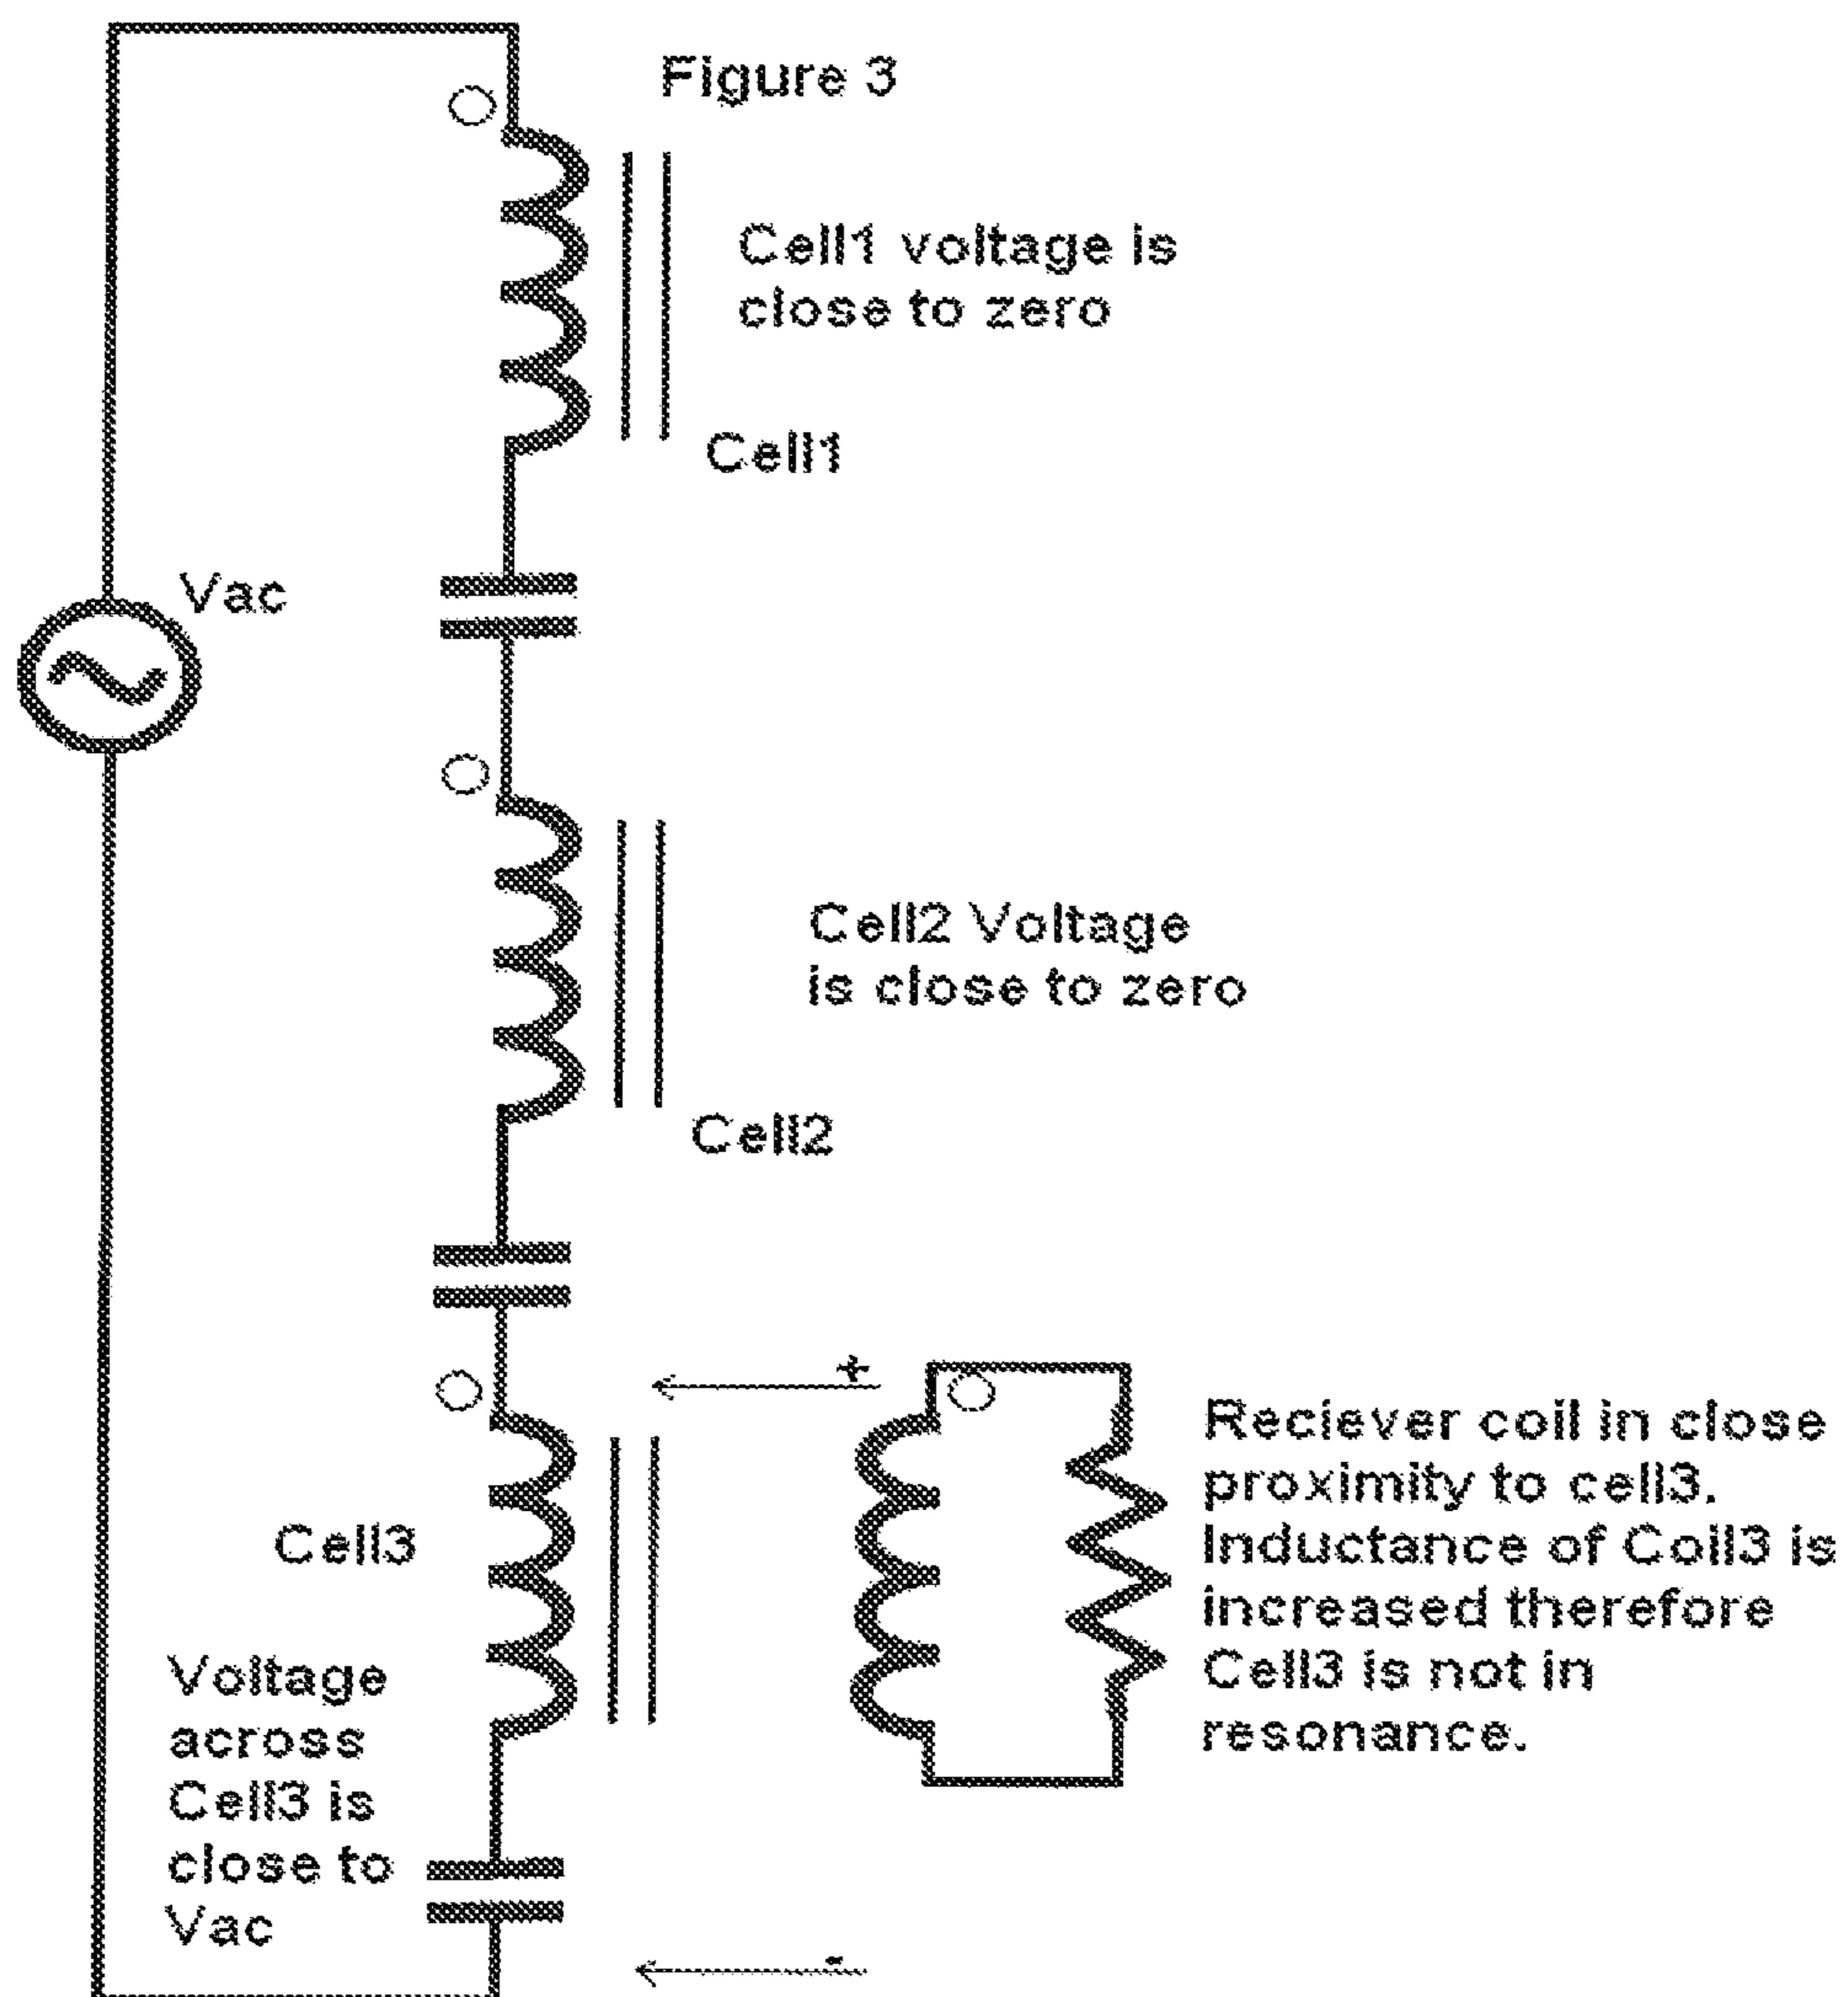 Figure 3
Cell1 voltage is
close to zero
Cell1
Vac
Cell2 Voltage
is close to zero
Cell2
+
Reciever coil in close
proximity to cell3.
Inductance of Coil3 is
increased therefore
Cell3 is not in
resonance.
Cell3
Voltage
across
Cell3 is
close to
Vac
-